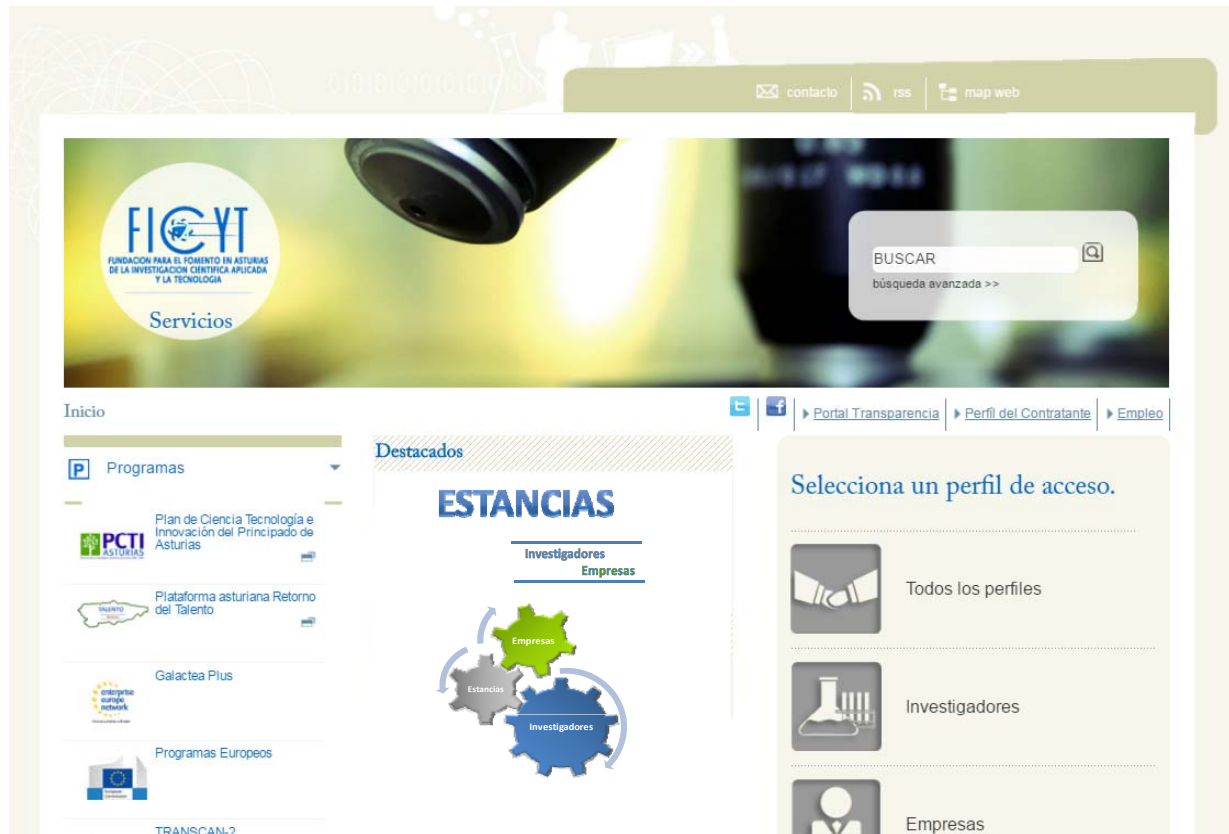 contacto
rss
map web
FICYT
FUNDACION PARA EL FOMENTO EN ASTURIAS
DE LA INVESTIGACION CIENTIFICA APLICADA
Y LA TECNOLOGIA
Servicios
BUSCAR
búsqueda avanzada >>
Inicio
Portal Transparencia
Perfíl del Contratante
Empleo
P Programas
Plan de Ciencia Tecnología e
Innovación del Principado de
Asturias
PCTI
ASTURIAS
Plataforma asturiana Retorno
del Talento
TALENTO
Galactea Plus
enterprise
europe
network
Programas Europeos
TRANSCAN-2
Destacados
ESTANCIAS
Investigadores
Empresas
Empresas
Estancias
Investigadores
Selecciona un perfil de acceso.
Todos los perfiles
Investigadores
Empresas